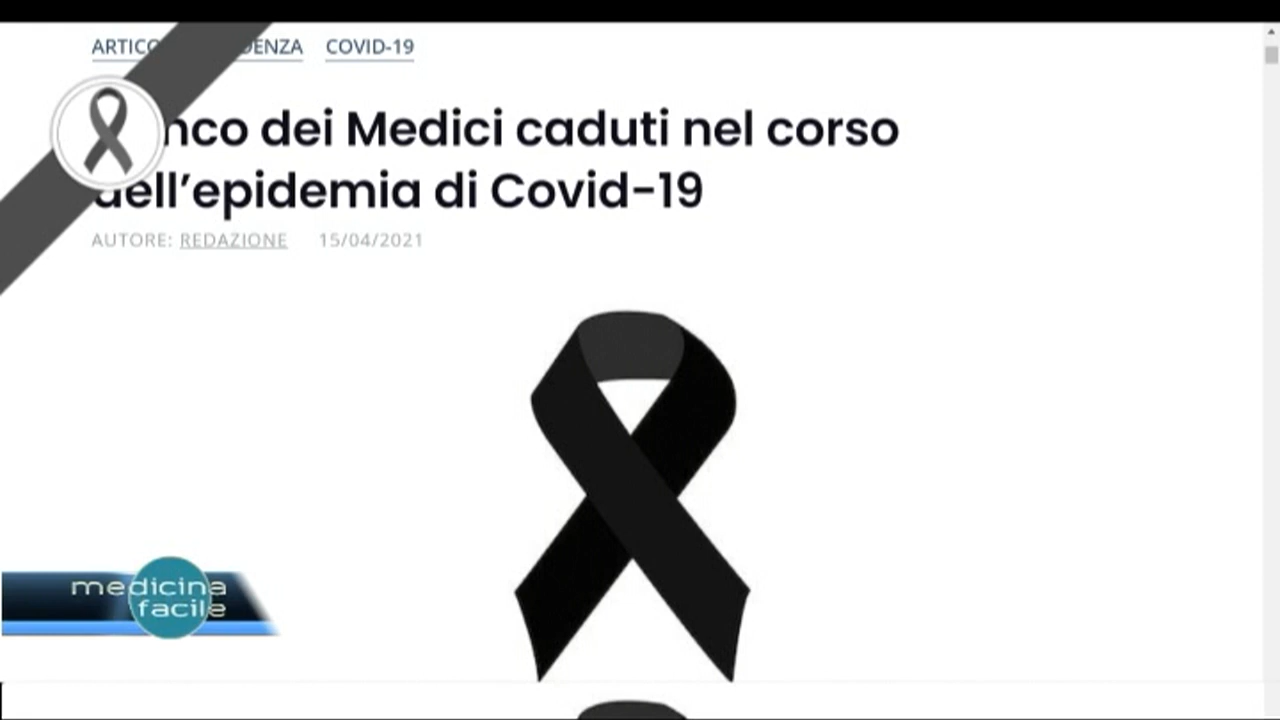 COVID-19
dei Medici caduti nel corso
dell'epidemia di Covid-19
AUTORE: REDAZIONE 15/04/2021
medicina
facile